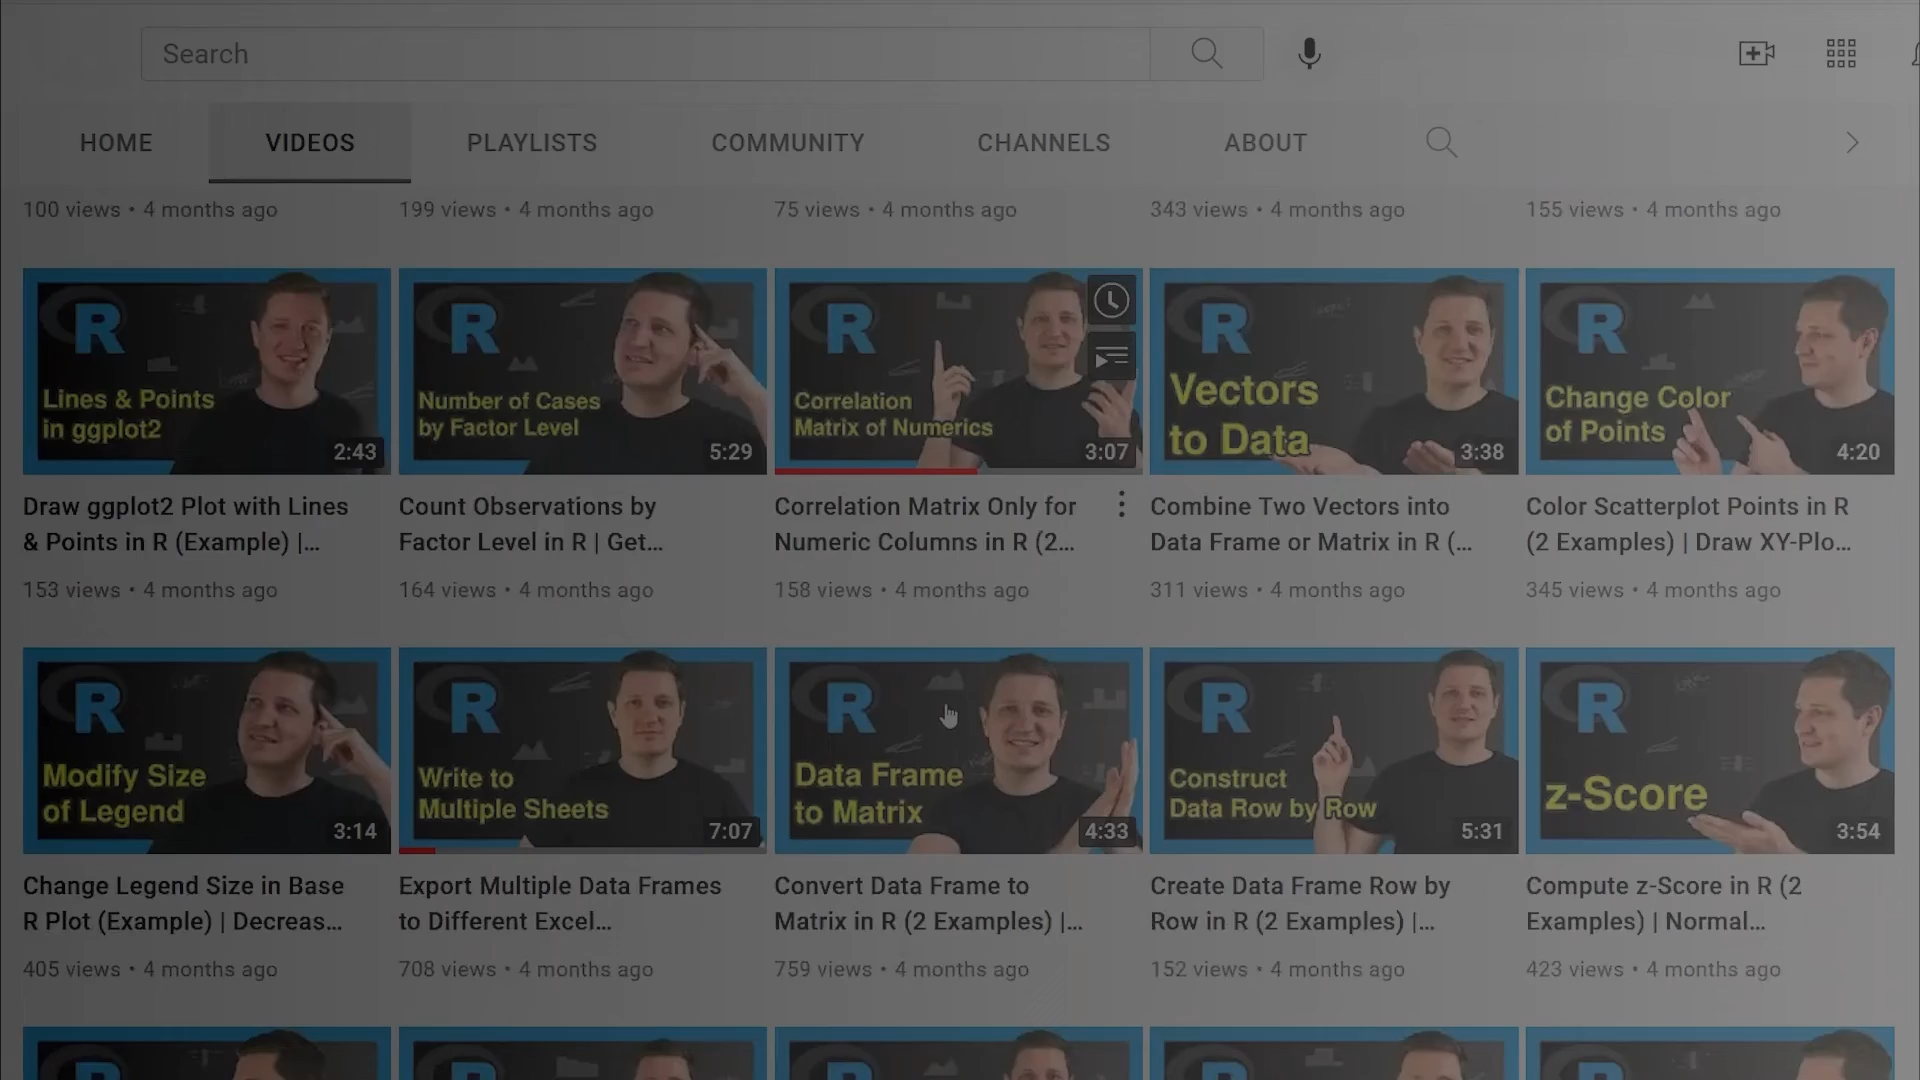 Search
HOME
VIDEOS
PLAYLISTS
COMMUNITY
CHANNELS
ABOUT
100 views • 4 months ago
199 views • 4 months ago
75 views • 4 months ago
343 views • 4 months ago
155 views • 4 months ago
R
Lines & Points
in ggplot2
2:43
R
Number of Cases
by Factor Level
5:29
R
Correlation
Matrix of Numerics
3:07
R
Vectors
to Data
3:38
R
Change Color
of Points
4:20
Draw ggplot2 Plot with Lines
& Points in R (Example) |...
153 views • 4 months ago
Count Observations by
Factor Level in R | Get...
164 views • 4 months ago
Correlation Matrix Only for
Numeric Columns in R (2...
158 views • 4 months ago
Combine Two Vectors into
Data Frame or Matrix in R (...
311 views • 4 months ago
Color Scatterplot Points in R
(2 Examples) | Draw XY-Plo...
345 views • 4 months ago
R
Modify Size
of Legend
3:14
R
Write to
Multiple Sheets
7:07
R
Data Frame
to Matrix
4:33
R
Construct
Data Row by Row
5:31
R
z-Score
3:54
Change Legend Size in Base
R Plot (Example) | Decreas...
405 views • 4 months ago
Export Multiple Data Frames
to Different Excel...
708 views • 4 months ago
Convert Data Frame to
Matrix in R (2 Examples) |...
759 views • 4 months ago
Create Data Frame Row by
Row in R (2 Examples) |...
152 views • 4 months ago
Compute z-Score in R (2
Examples) | Normal...
423 views • 4 months ago
R
R
R
R
R